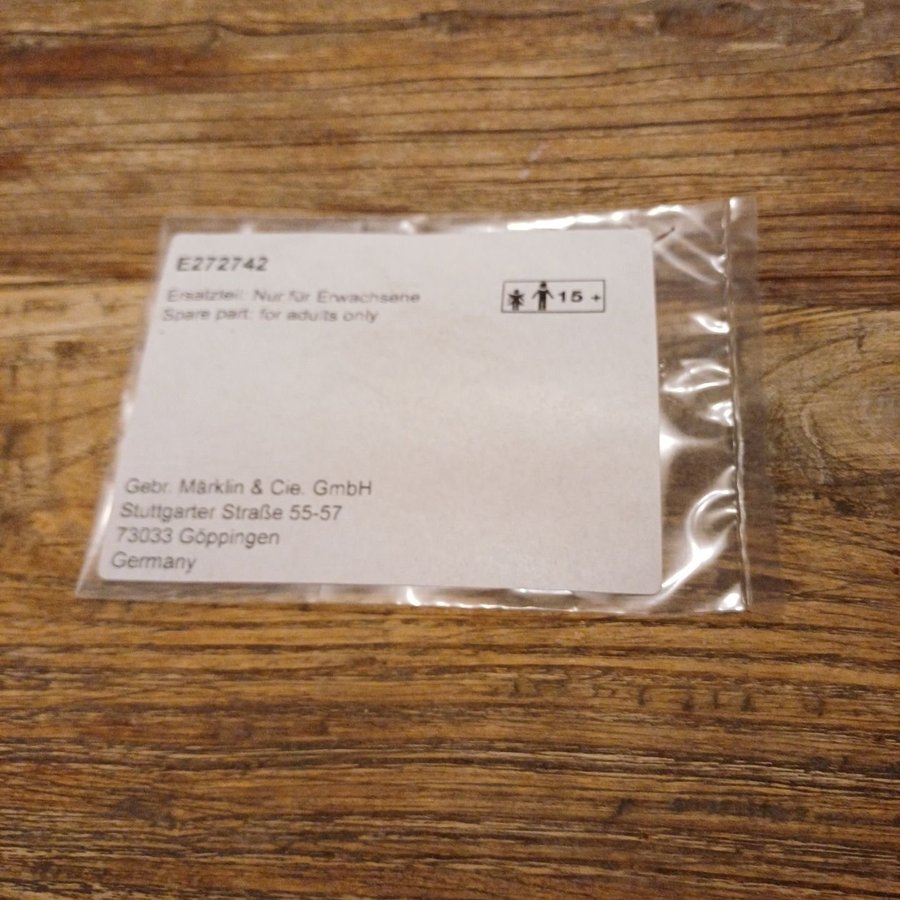 E272742
Ersatzteil: Nur für Erwachsene
Spare part: for adults only
15 +
Gebr. Märklin & Cie. GmbH
Stuttgarter Straße 55-57
73033 Göppingen
Germany